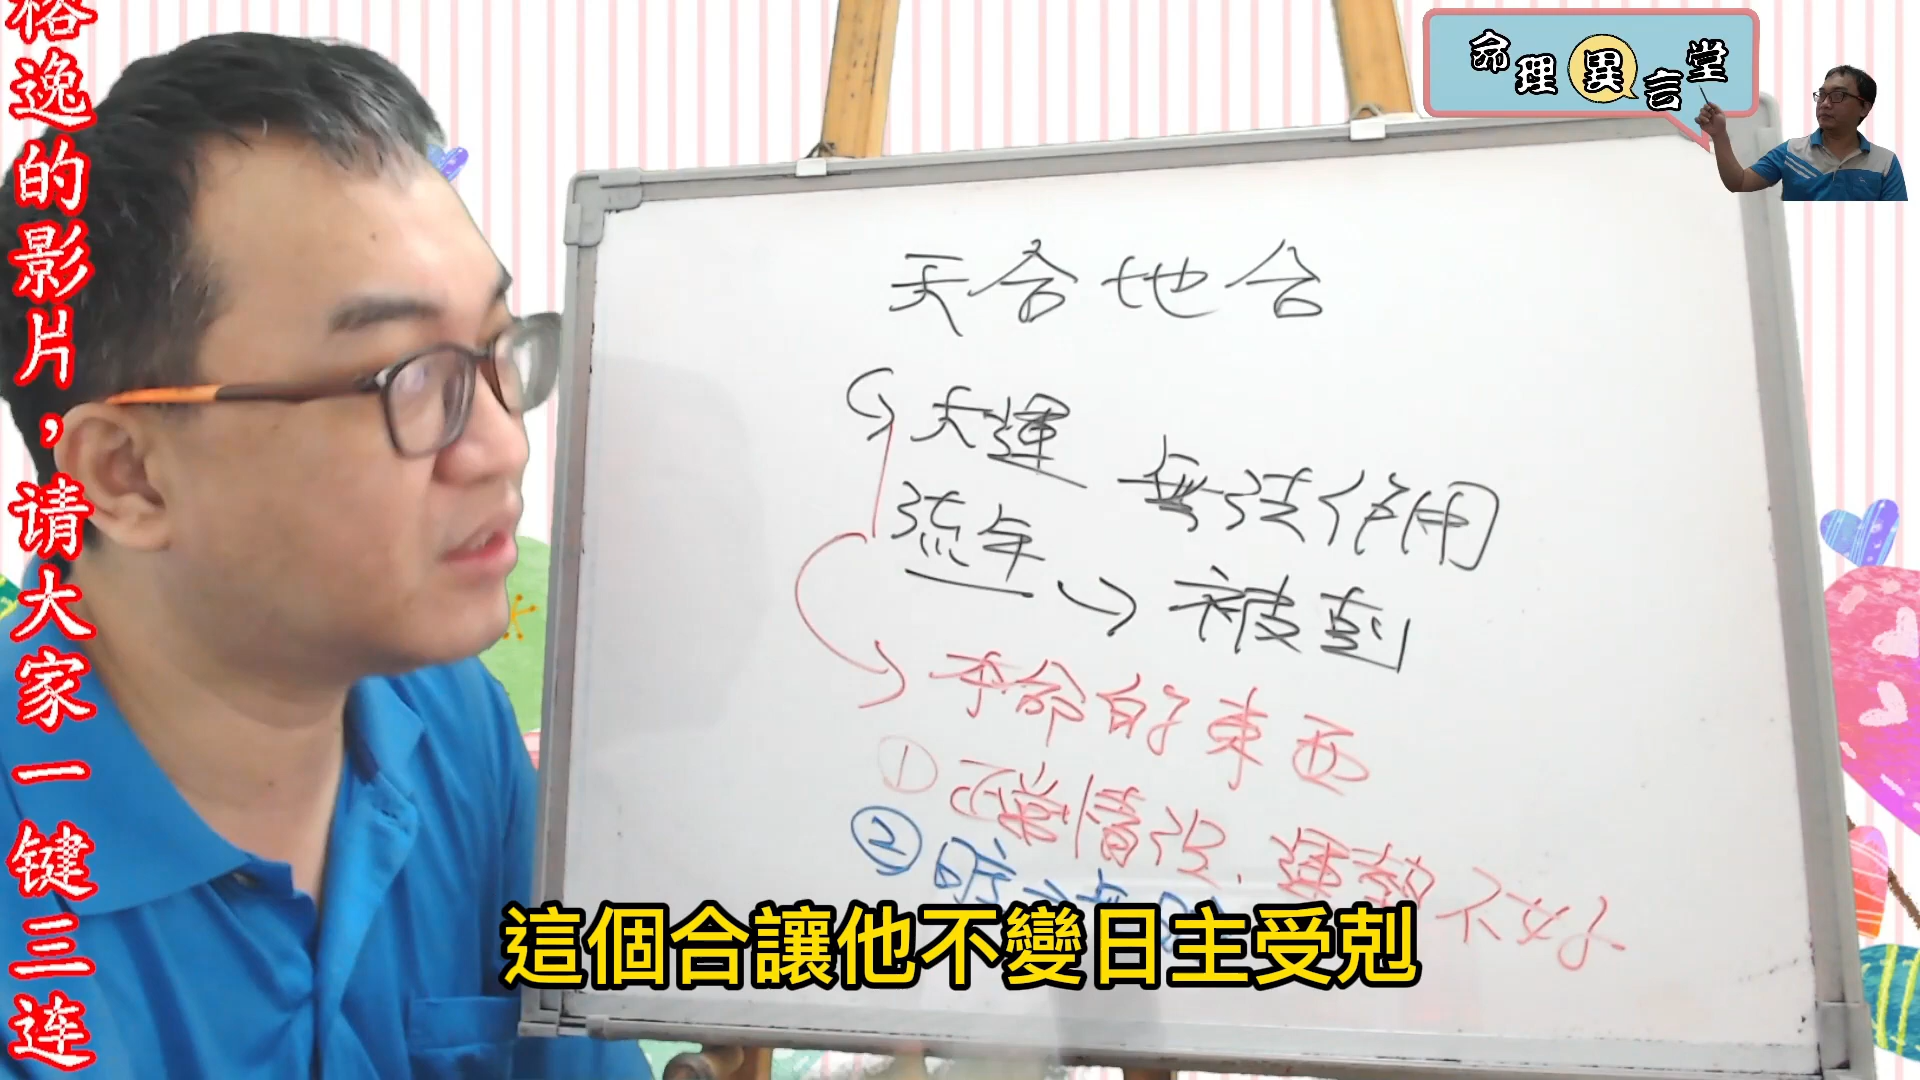 裕逸的影片，请大家一键三连
命理異言堂
天合地合
大運
無法作用
流年
被剋
本命的東西
① 正常情況，運勢不好
②
這個合讓他不變日主受剋